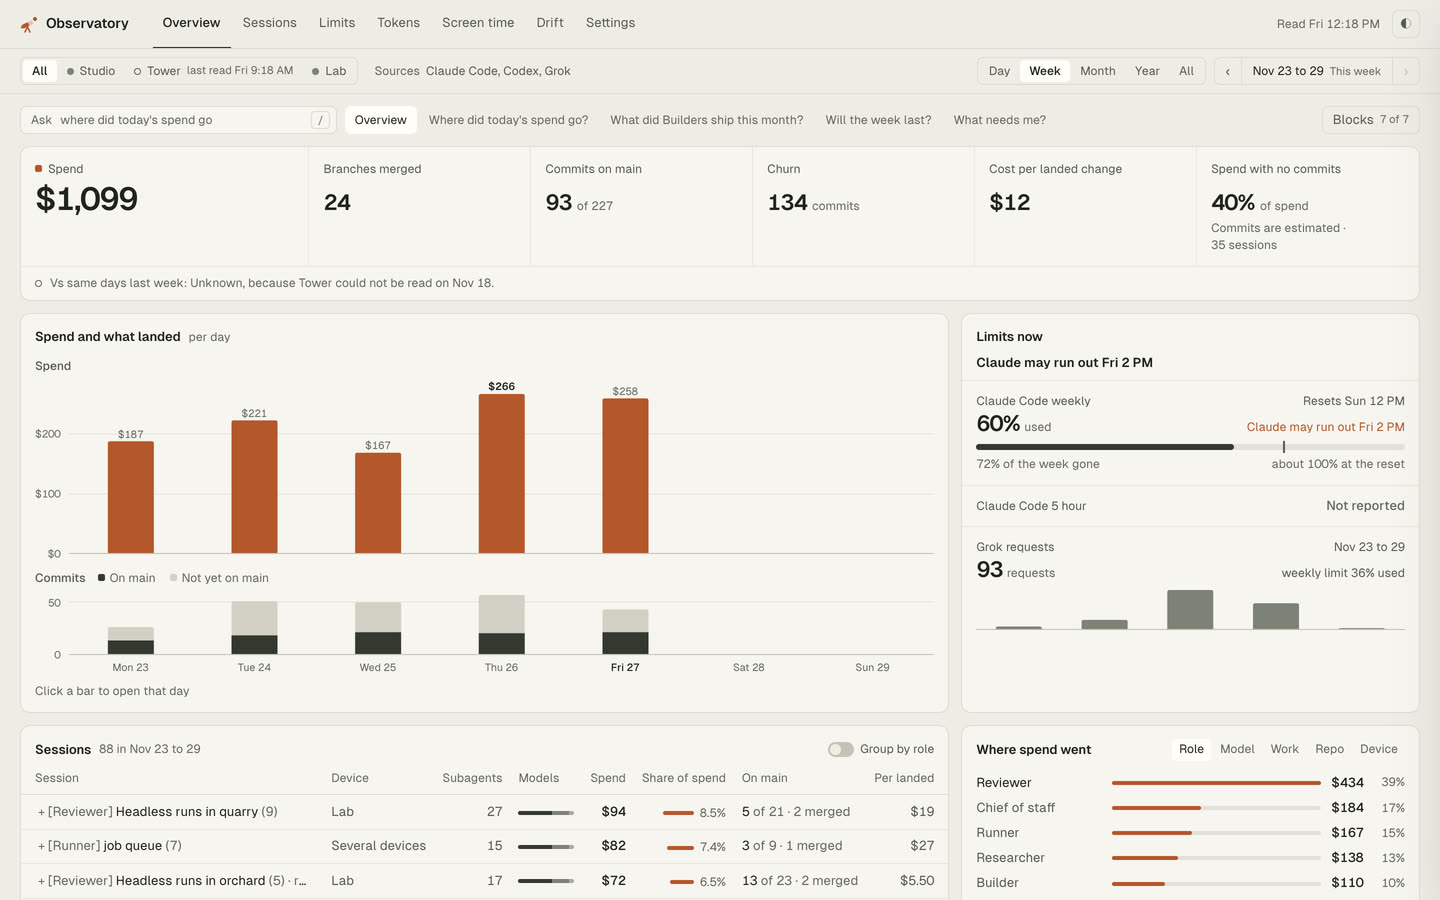 Observatory Overview Sessions Limits Tokens Screen time Drift Settings Read Fri 12:18 PM
All Studio Tower last read Fri 9:18 AM Lab Sources Claude Code, Codex, Grok Day Week Month Year All ‹ Nov 23 to 29 This week ›
Ask where did today's spend go / Overview Where did today's spend go? What did Builders ship this month? Will the week last? What needs me? Blocks 7 of 7
Spend Branches merged Commits on main Churn Cost per landed change Spend with no commits
$1,099 24 93 of 227 134 commits $12 40% of spend
Commits are estimated ·
35 sessions
Vs same days last week: Unknown, because Tower could not be read on Nov 18.
Spend and what landed per day
Spend
$266
$258
$221
$187
$167
$200
$100
$0
Commits On main Not yet on main
50
0
Mon 23 Tue 24 Wed 25 Thu 26 Fri 27 Sat 28 Sun 29
Click a bar to open that day
Limits now
Claude may run out Fri 2 PM
Claude Code weekly Resets Sun 12 PM
60% used Claude may run out Fri 2 PM
72% of the week gone about 100% at the reset
Claude Code 5 hour Not reported
Grok requests Nov 23 to 29
93 requests weekly limit 36% used
Sessions 88 in Nov 23 to 29 Group by role
Session Device Subagents Models Spend Share of spend On main Per landed
+ [Reviewer] Headless runs in quarry (9) Lab 27 $94 8.5% 5 of 21 · 2 merged $19
+ [Runner] job queue (7) Several devices 15 $82 7.4% 3 of 9 · 1 merged $27
+ [Reviewer] Headless runs in orchard (5) · r... Lab 17 $72 6.5% 13 of 23 · 2 merged $5.50
Where spend went Role Model Work Repo Device
Reviewer $434 39%
Chief of staff $184 17%
Runner $167 15%
Researcher $138 13%
Builder $110 10%